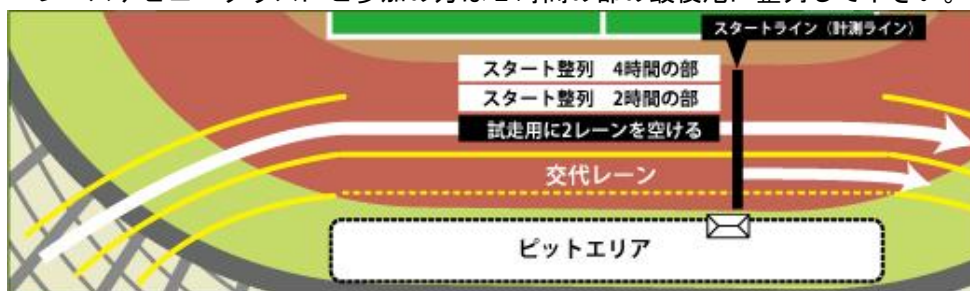 スタートライン（計測ライン）
スタート整列　4時間の部
スタート整列　2時間の部
試走用に2レーンを空ける
交代レーン
ピットエリア